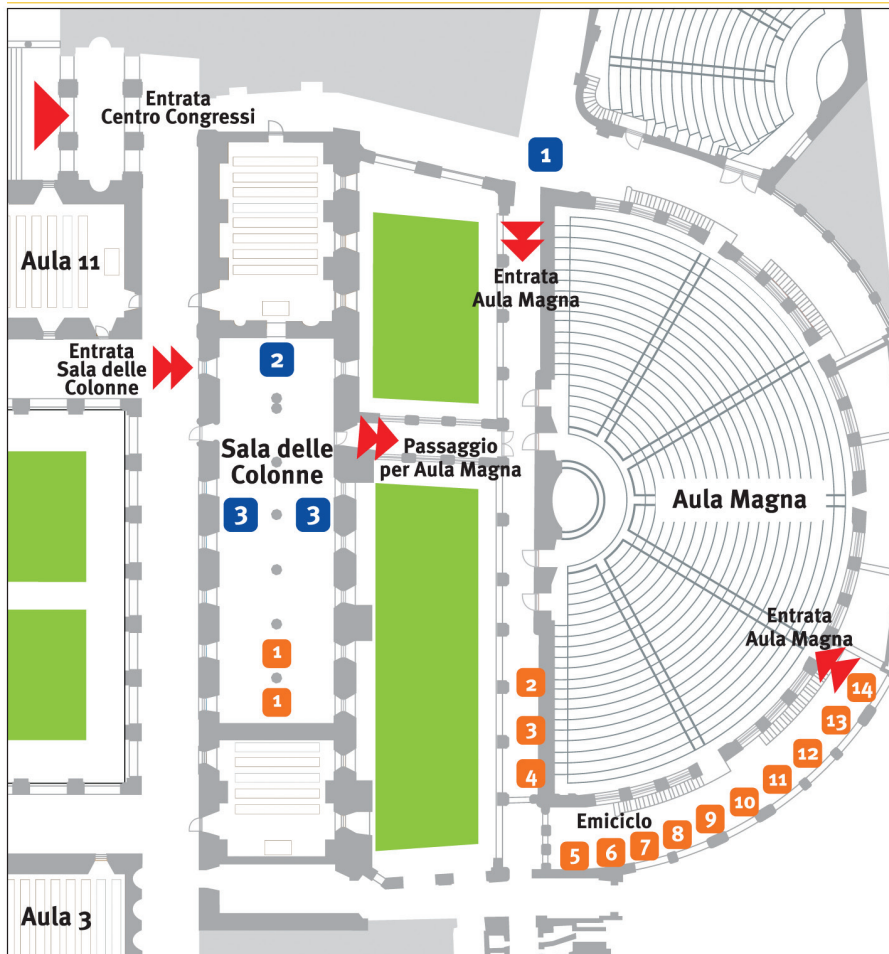 Entrata
Centro Congressi
1
Aula 11
Entrata
Aula Magna
Entrata
Sala delle
Colonne
2
Sala delle
Colonne
Passaggio
per Aula Magna
3
3
Aula Magna
Entrata
Aula Magna
1
1
2
3
4
Emiciclo
5
6
7
8
9
10
11
12
13
14
Aula 3